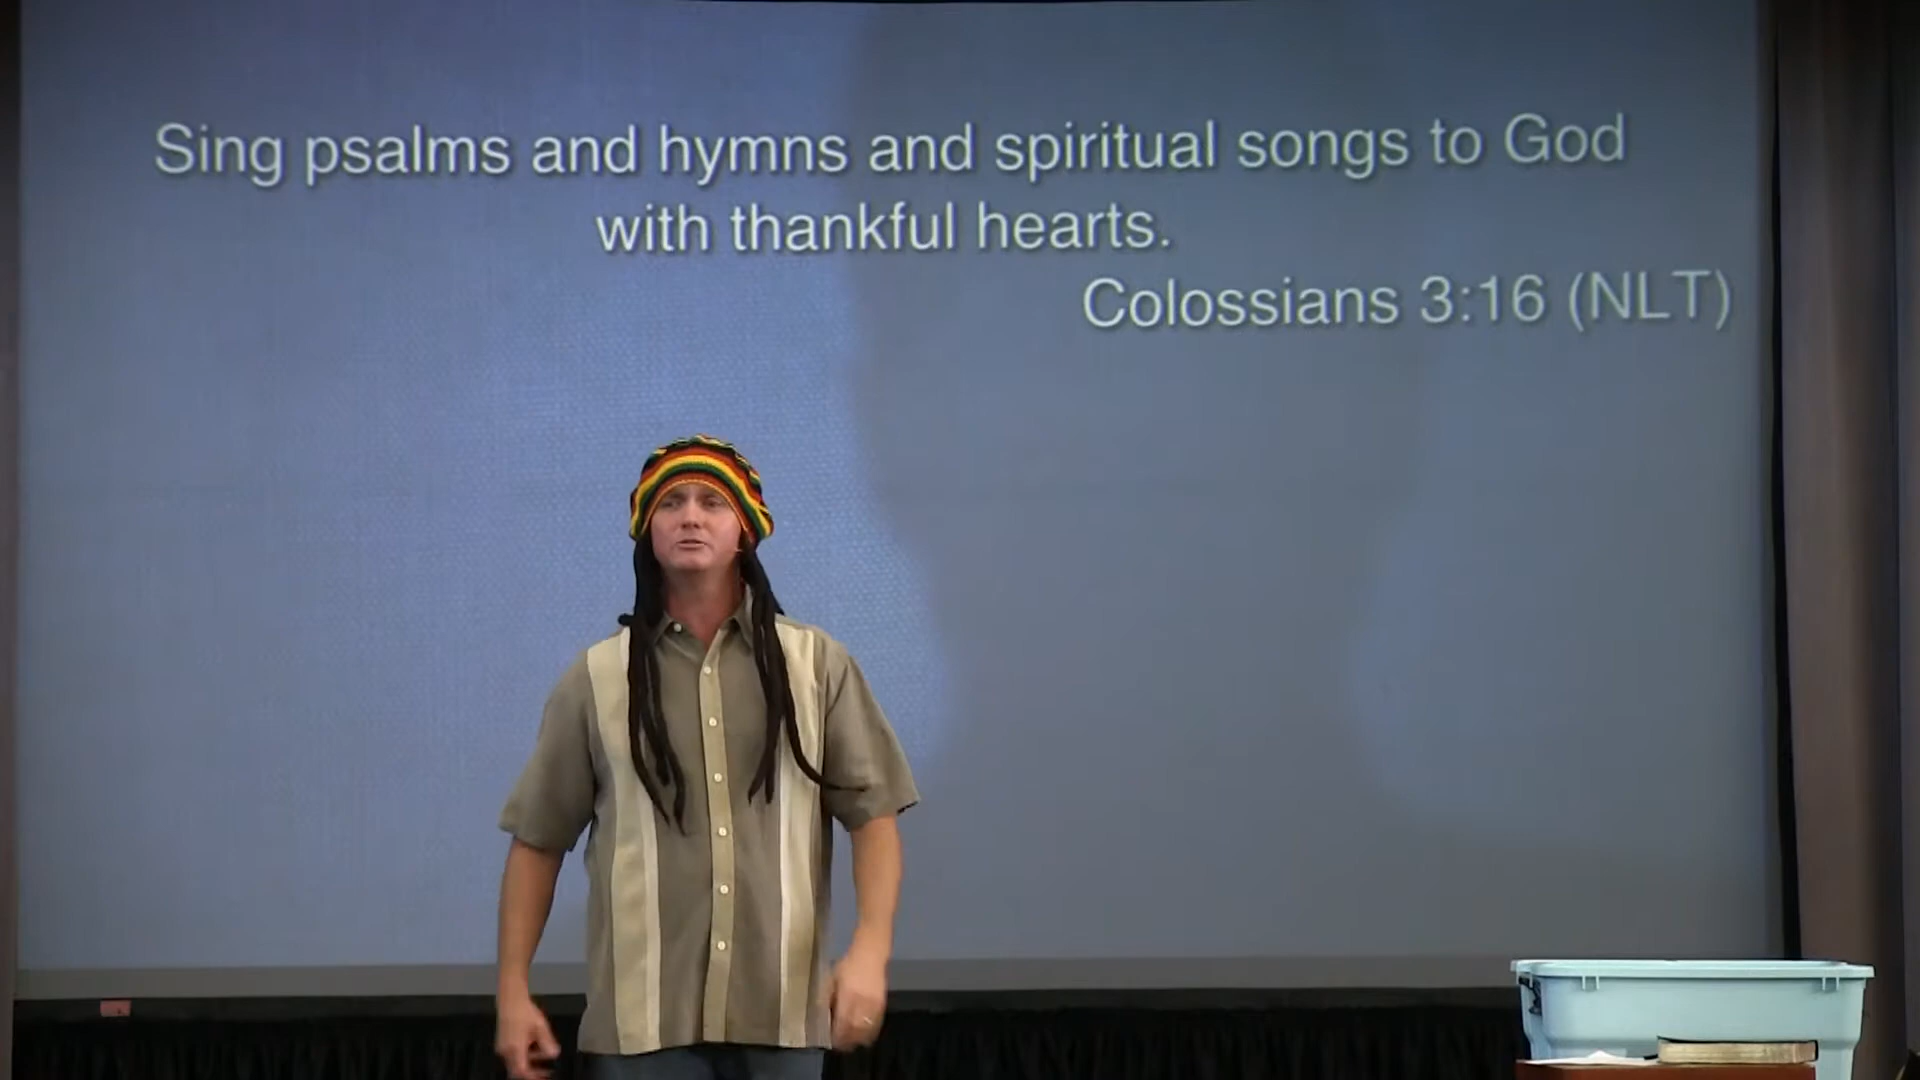 Sing psalms and hymns and spiritual songs to God
with thankful hearts.
Colossians 3:16 (NLT)